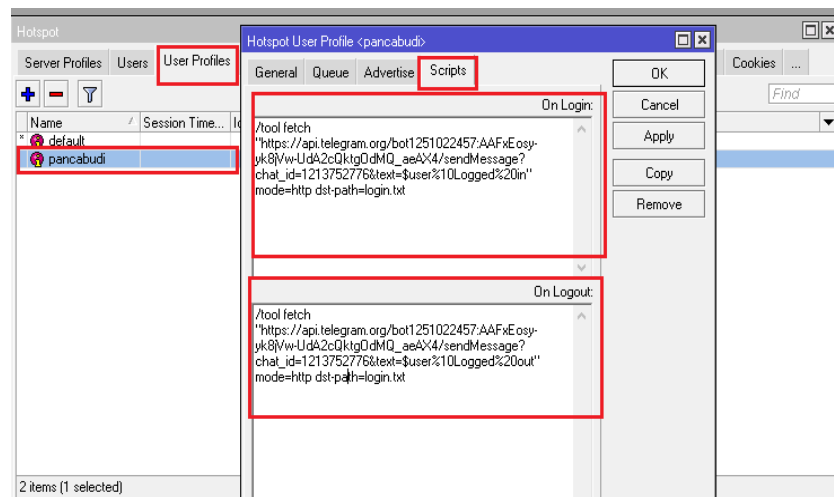 Hotspot
Server Profiles Users User Profiles
Cookies ...
Find
Name Session Time...
* default
pancabudi
2 items (1 selected)
Hotspot User Profile <pancabudi>
General Queue Advertise Scripts
On Login:
/tool fetch
"https://api.telegram.org/bot1251022457:AAFxEosy-
yk8jVw-UdA2cQktgOdMQ_aeAX4/sendMessage?
chat_id=1213752776&text=$user%10Logged%20in"
mode=http dst-path=login.txt
On Logout:
/tool fetch
"https://api.telegram.org/bot1251022457:AAFxEosy-
yk8jVw-UdA2cQktgOdMQ_aeAX4/sendMessage?
chat_id=1213752776&text=$user%10Logged%20out"
mode=http dst-path=login.txt
OK
Cancel
Apply
Copy
Remove